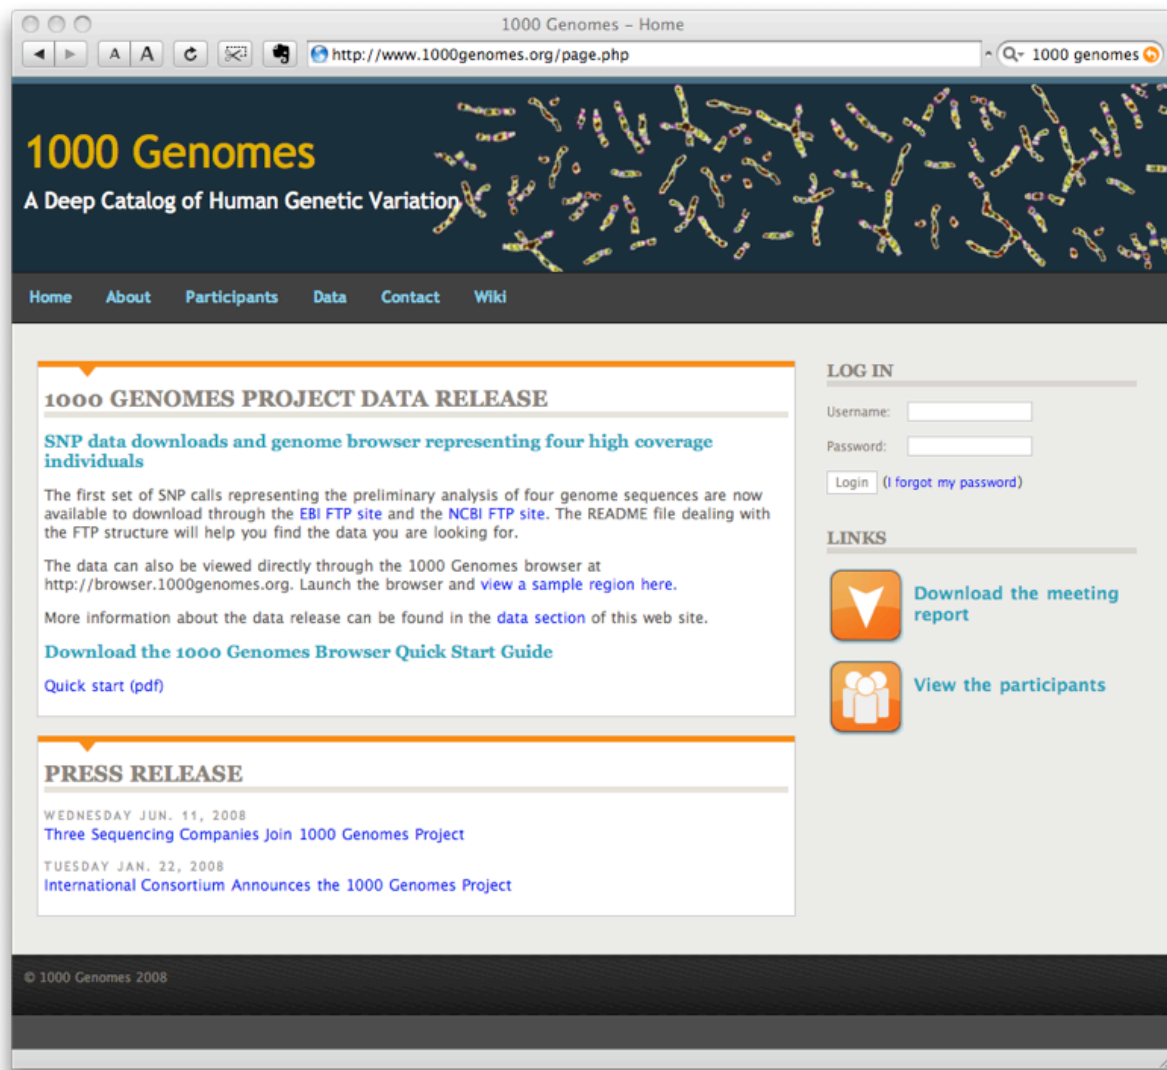 1000 Genomes – Home
A A
http://www.1000genomes.org/page.php
1000 genomes
1000 Genomes
A Deep Catalog of Human Genetic Variation
Home About Participants Data Contact Wiki
1000 GENOMES PROJECT DATA RELEASE
SNP data downloads and genome browser representing four high coverage
individuals
The first set of SNP calls representing the preliminary analysis of four genome sequences are now
available to download through the EBI FTP site and the NCBI FTP site. The README file dealing with
the FTP structure will help you find the data you are looking for.
The data can also be viewed directly through the 1000 Genomes browser at
http://browser.1000genomes.org. Launch the browser and view a sample region here.
More information about the data release can be found in the data section of this web site.
Download the 1000 Genomes Browser Quick Start Guide
Quick start (pdf)
PRESS RELEASE
WEDNESDAY JUN. 11, 2008
Three Sequencing Companies Join 1000 Genomes Project
TUESDAY JAN. 22, 2008
International Consortium Announces the 1000 Genomes Project
LOG IN
Username:
Password:
Login (I forgot my password)
LINKS
Download the meeting
report
View the participants
© 1000 Genomes 2008